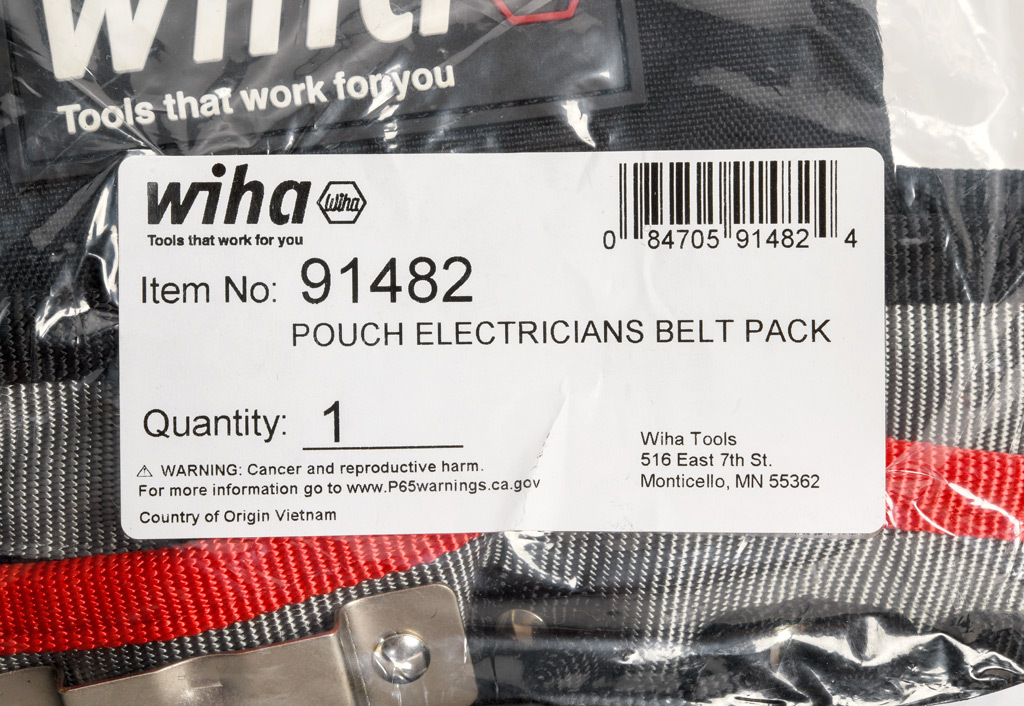 wiha
Tools that work for you
wiha Wiha
Tools that work for you
0 84705 91482 4
Item No: 91482
POUCH ELECTRICIANS BELT PACK
Quantity: 1
⚠ WARNING: Cancer and reproductive harm.
For more information go to www.P65warnings.ca.gov
Country of Origin Vietnam
Wiha Tools
516 East 7th St.
Monticello, MN 55362